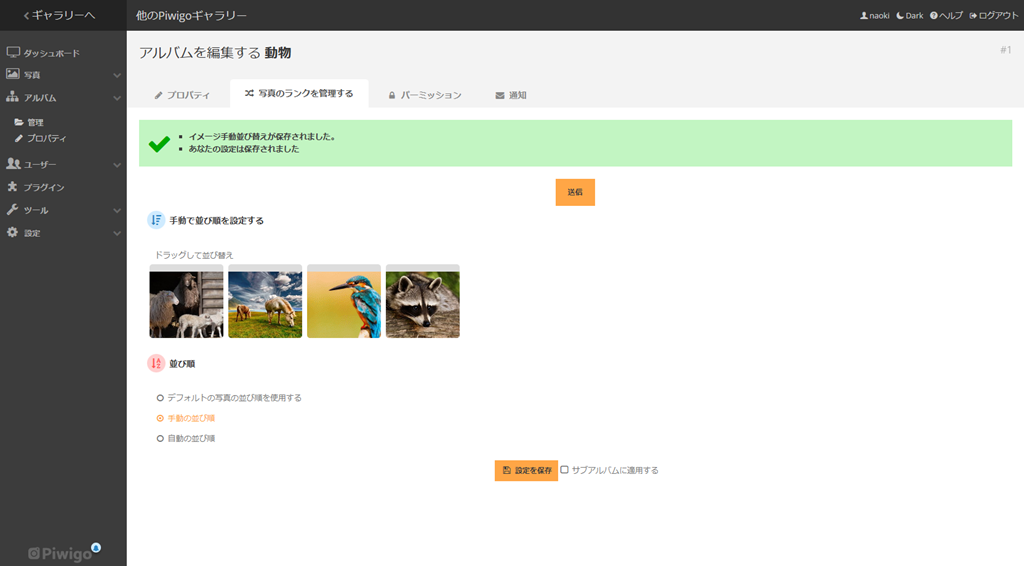 ギャラリーへ
他のPiwigoギャラリー
naoki Dark ヘルプ ログアウト
ダッシュボード
写真
アルバム
管理
プロパティ
ユーザー
プラグイン
ツール
設定
アルバムを編集する 動物
#1
プロパティ
写真のランクを管理する
パーミッション
通知
イメージ手動並び替えが保存されました。
あなたの設定は保存されました
送信
手動で並び順を設定する
ドラッグして並び替え
並び順
デフォルトの写真の並び順を使用する
手動の並び順
自動の並び順
設定を保存 サブアルバムに適用する
Piwigo